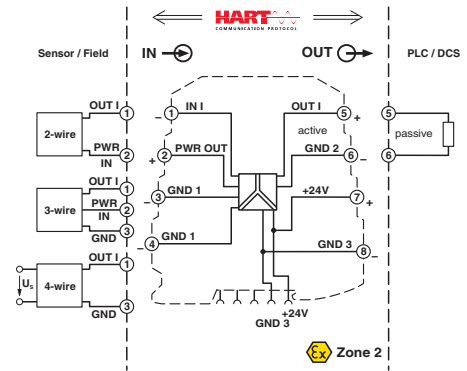 HART
COMMUNICATION PROTOCOL
Sensor / Field
IN
OUT
PLC / DCS
OUT I
1
2-wire
PWR
IN
2
OUT I
1
3-wire
PWR
IN
2
GND
3
OUT I
1
Us
4-wire
GND
3
− 1 IN I
+ 2 PWR OUT
− 3 GND 1
− 4 GND 1
OUT I 5 +
active
GND 2 6 −
+24V 7 +
GND 3 8 −
+24V
GND 3
5
passive
6
Ex Zone 2